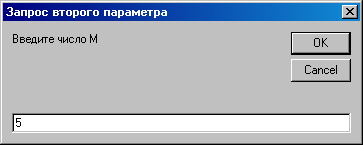 Запрос второго параметра
Введите число M
OK
Cancel
5